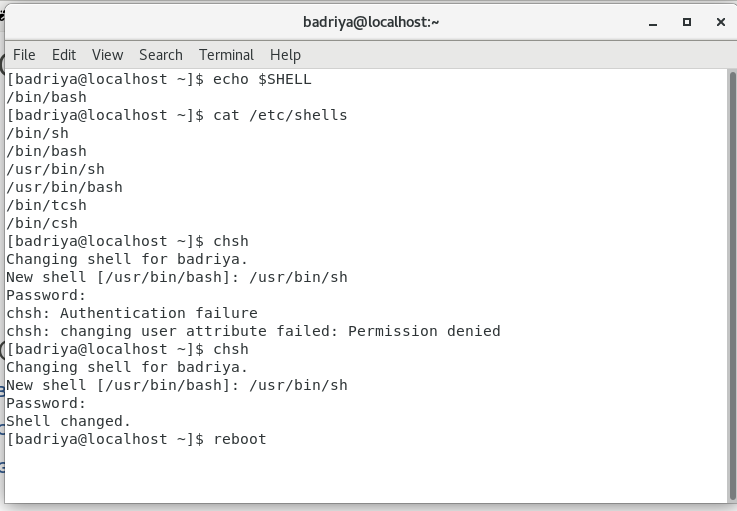 badriya@localhost:~
File Edit View Search Terminal Help
[badriya@localhost ~]$ echo $SHELL
/bin/bash
[badriya@localhost ~]$ cat /etc/shells
/bin/sh
/bin/bash
/usr/bin/sh
/usr/bin/bash
/bin/tcsh
/bin/csh
[badriya@localhost ~]$ chsh
Changing shell for badriya.
New shell [/usr/bin/bash]: /usr/bin/sh
Password:
chsh: Authentication failure
chsh: changing user attribute failed: Permission denied
[badriya@localhost ~]$ chsh
Changing shell for badriya.
New shell [/usr/bin/bash]: /usr/bin/sh
Password:
Shell changed.
[badriya@localhost ~]$ reboot